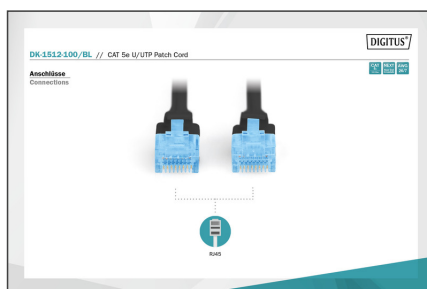 DIGITUS®
DK-1512-100/BL // CAT 5e U/UTP Patch Cord
Anschlüsse
Connections
RJ45